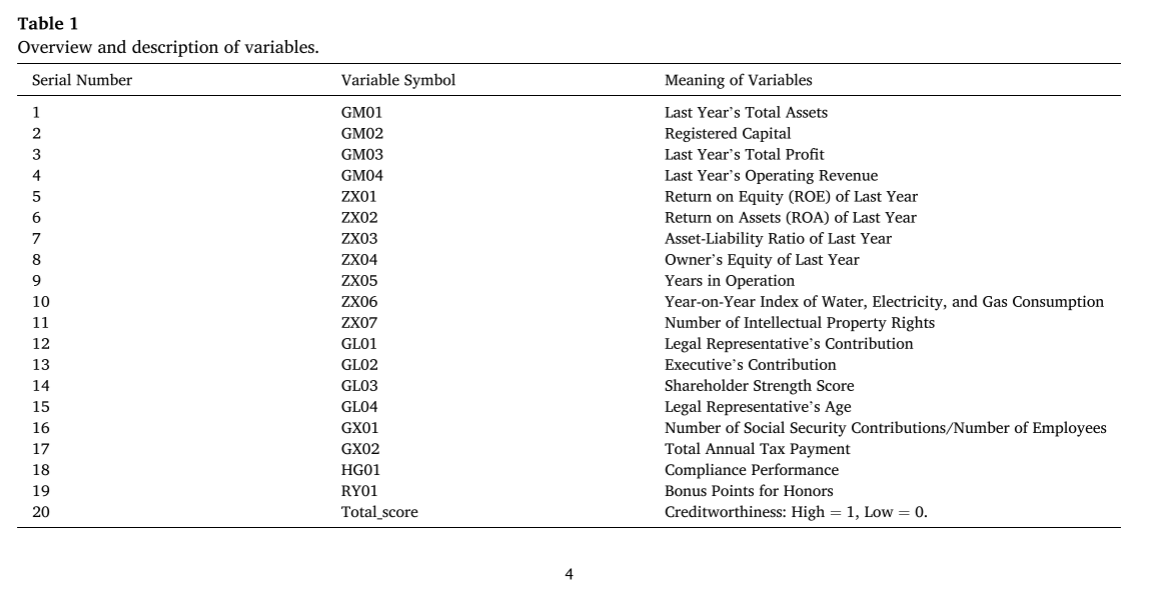 Table 1
Overview and description of variables.
Serial Number Variable Symbol Meaning of Variables
1 GM01 Last Year's Total Assets
2 GM02 Registered Capital
3 GM03 Last Year's Total Profit
4 GM04 Last Year's Operating Revenue
5 ZX01 Return on Equity (ROE) of Last Year
6 ZX02 Return on Assets (ROA) of Last Year
7 ZX03 Asset-Liability Ratio of Last Year
8 ZX04 Owner's Equity of Last Year
9 ZX05 Years in Operation
10 ZX06 Year-on-Year Index of Water, Electricity, and Gas Consumption
11 ZX07 Number of Intellectual Property Rights
12 GL01 Legal Representative's Contribution
13 GL02 Executive's Contribution
14 GL03 Shareholder Strength Score
15 GL04 Legal Representative's Age
16 GX01 Number of Social Security Contributions/Number of Employees
17 GX02 Total Annual Tax Payment
18 HG01 Compliance Performance
19 RY01 Bonus Points for Honors
20 Total_score Creditworthiness: High = 1, Low = 0.
4